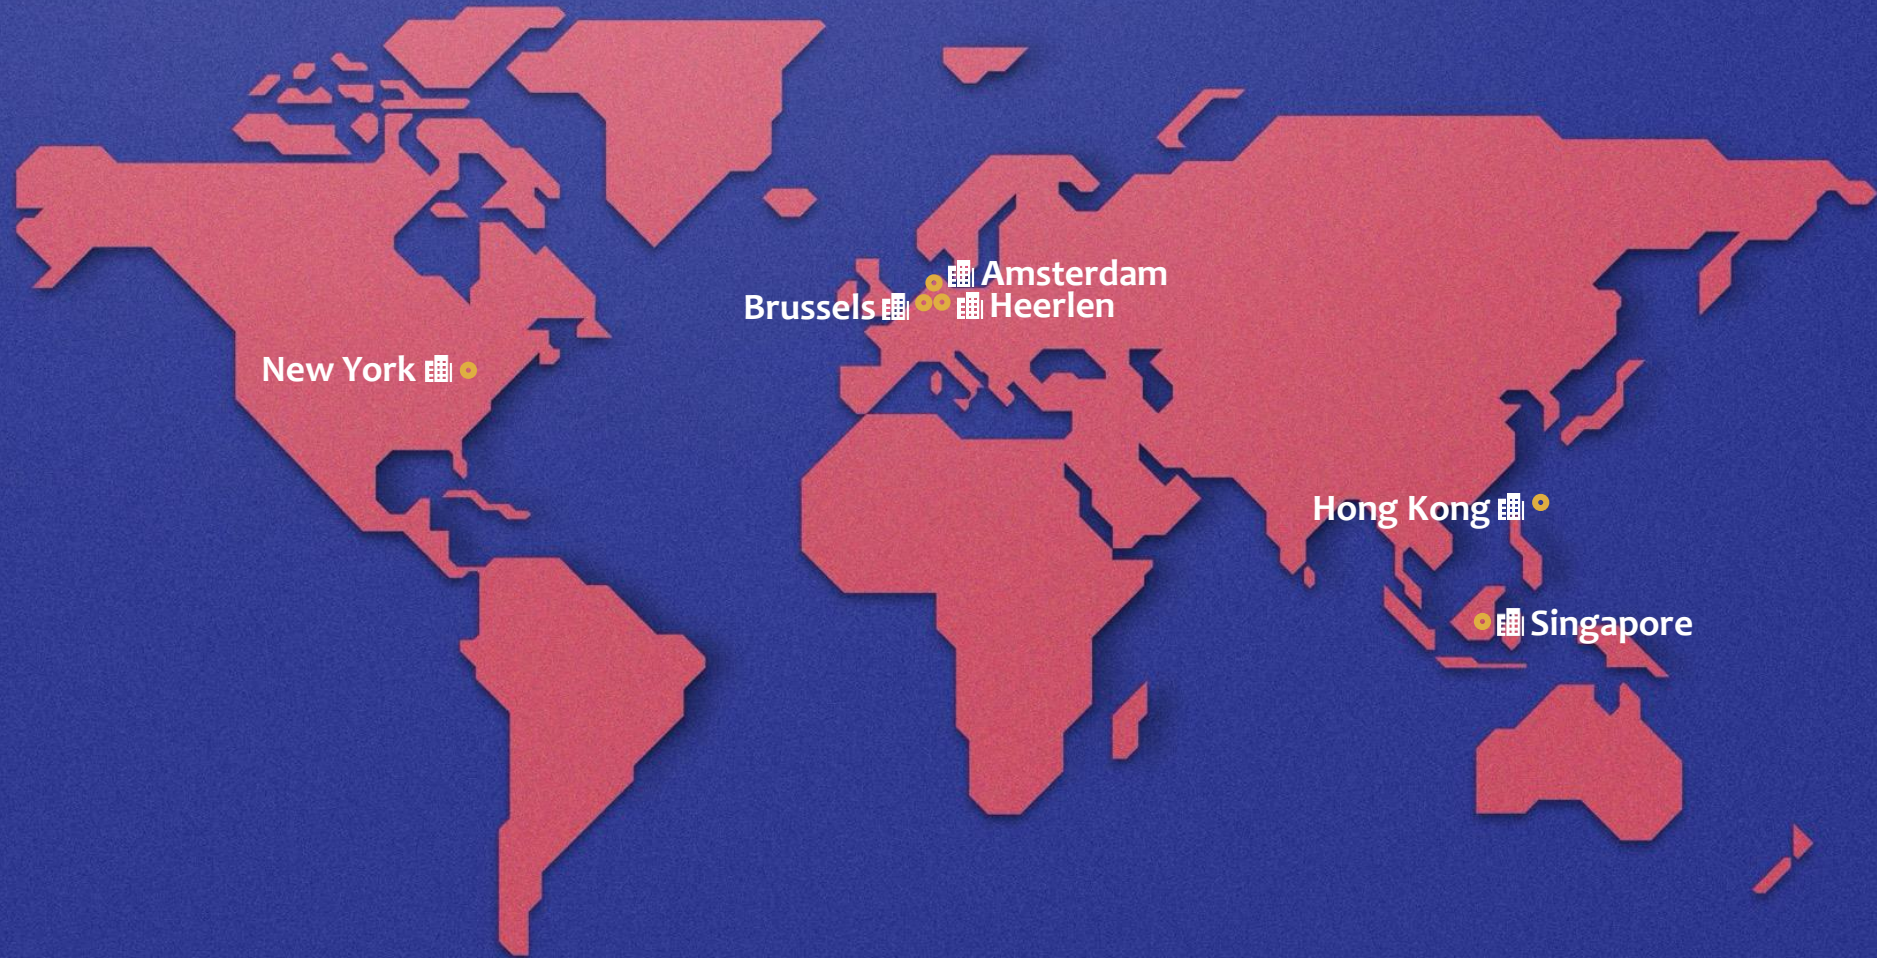 Amsterdam
Brussels
Heerlen
New York
Hong Kong
Singapore